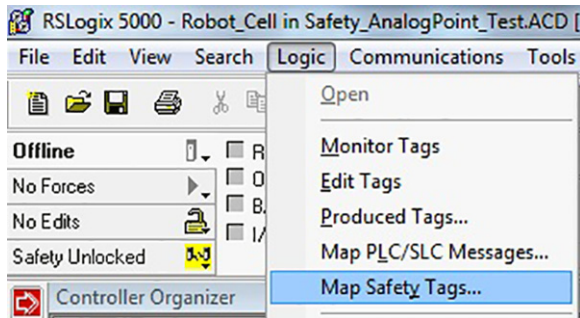 RSLogix 5000 - Robot_Cell in Safety_AnalogPoint_Test.ACD [
File Edit View Search Logic Communications Tools
Open
Offline
R
Monitor Tags
No Forces
O
Edit Tags
B.
Produced Tags...
No Edits
I/
Map PLC/SLC Messages...
Safety Unlocked
Map Safety Tags...
Controller Organizer